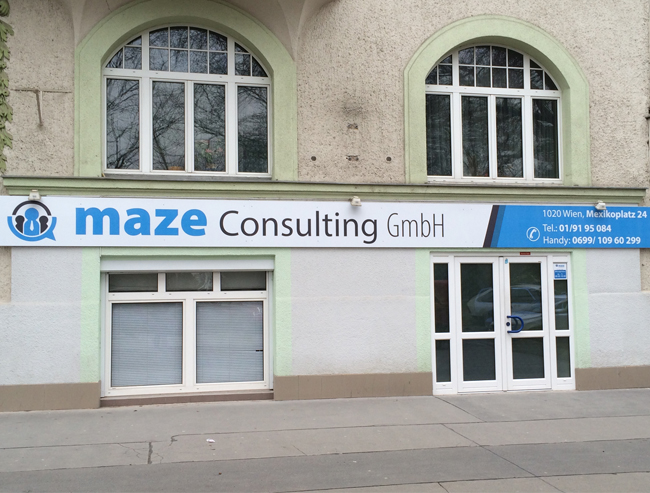 maze Consulting GmbH
1020 Wien, Mexikoplatz 24
Tel.: 01/91 95 084
Handy: 0699/ 109 60 299